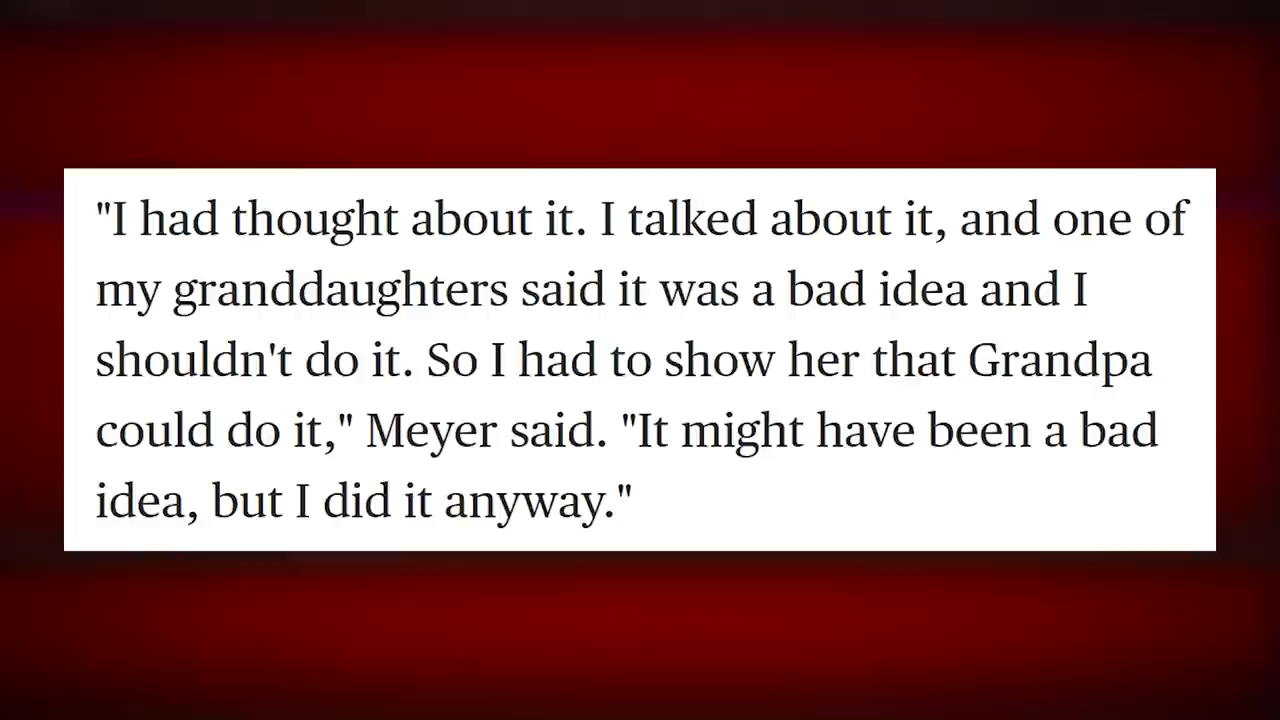 "I had thought about it. I talked about it, and one of
my granddaughters said it was a bad idea and I
shouldn't do it. So I had to show her that Grandpa
could do it," Meyer said. "It might have been a bad
idea, but I did it anyway."